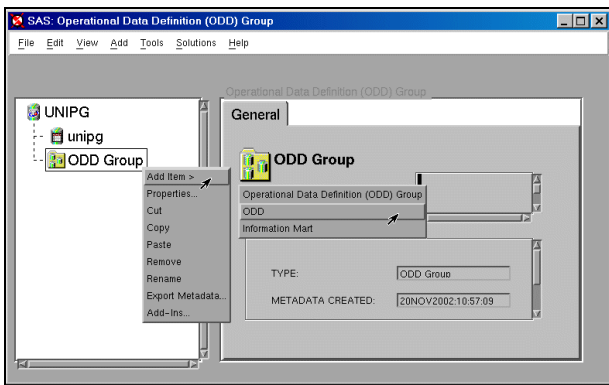 SAS: Operational Data Definition (ODD) Group
File Edit View Add Tools Solutions Help
UNIPG
unipg
ODD Group
Add Item >
Properties...
Cut
Copy
Paste
Remove
Rename
Export Metadata...
Add-Ins...
Operational Data Definition (ODD) Group
General
ODD Group
Operational Data Definition (ODD) Group
ODD
Information Mart
TYPE: ODD Group
METADATA CREATED: 20NOV2002:10:57:09